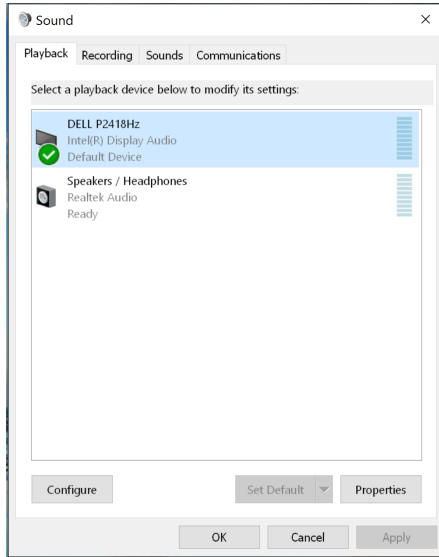 Sound
Playback Recording Sounds Communications
Select a playback device below to modify its settings:
DELL P2418Hz
Intel(R) Display Audio
Default Device
Speakers / Headphones
Realtek Audio
Ready
Configure Set Default Properties
OK Cancel Apply